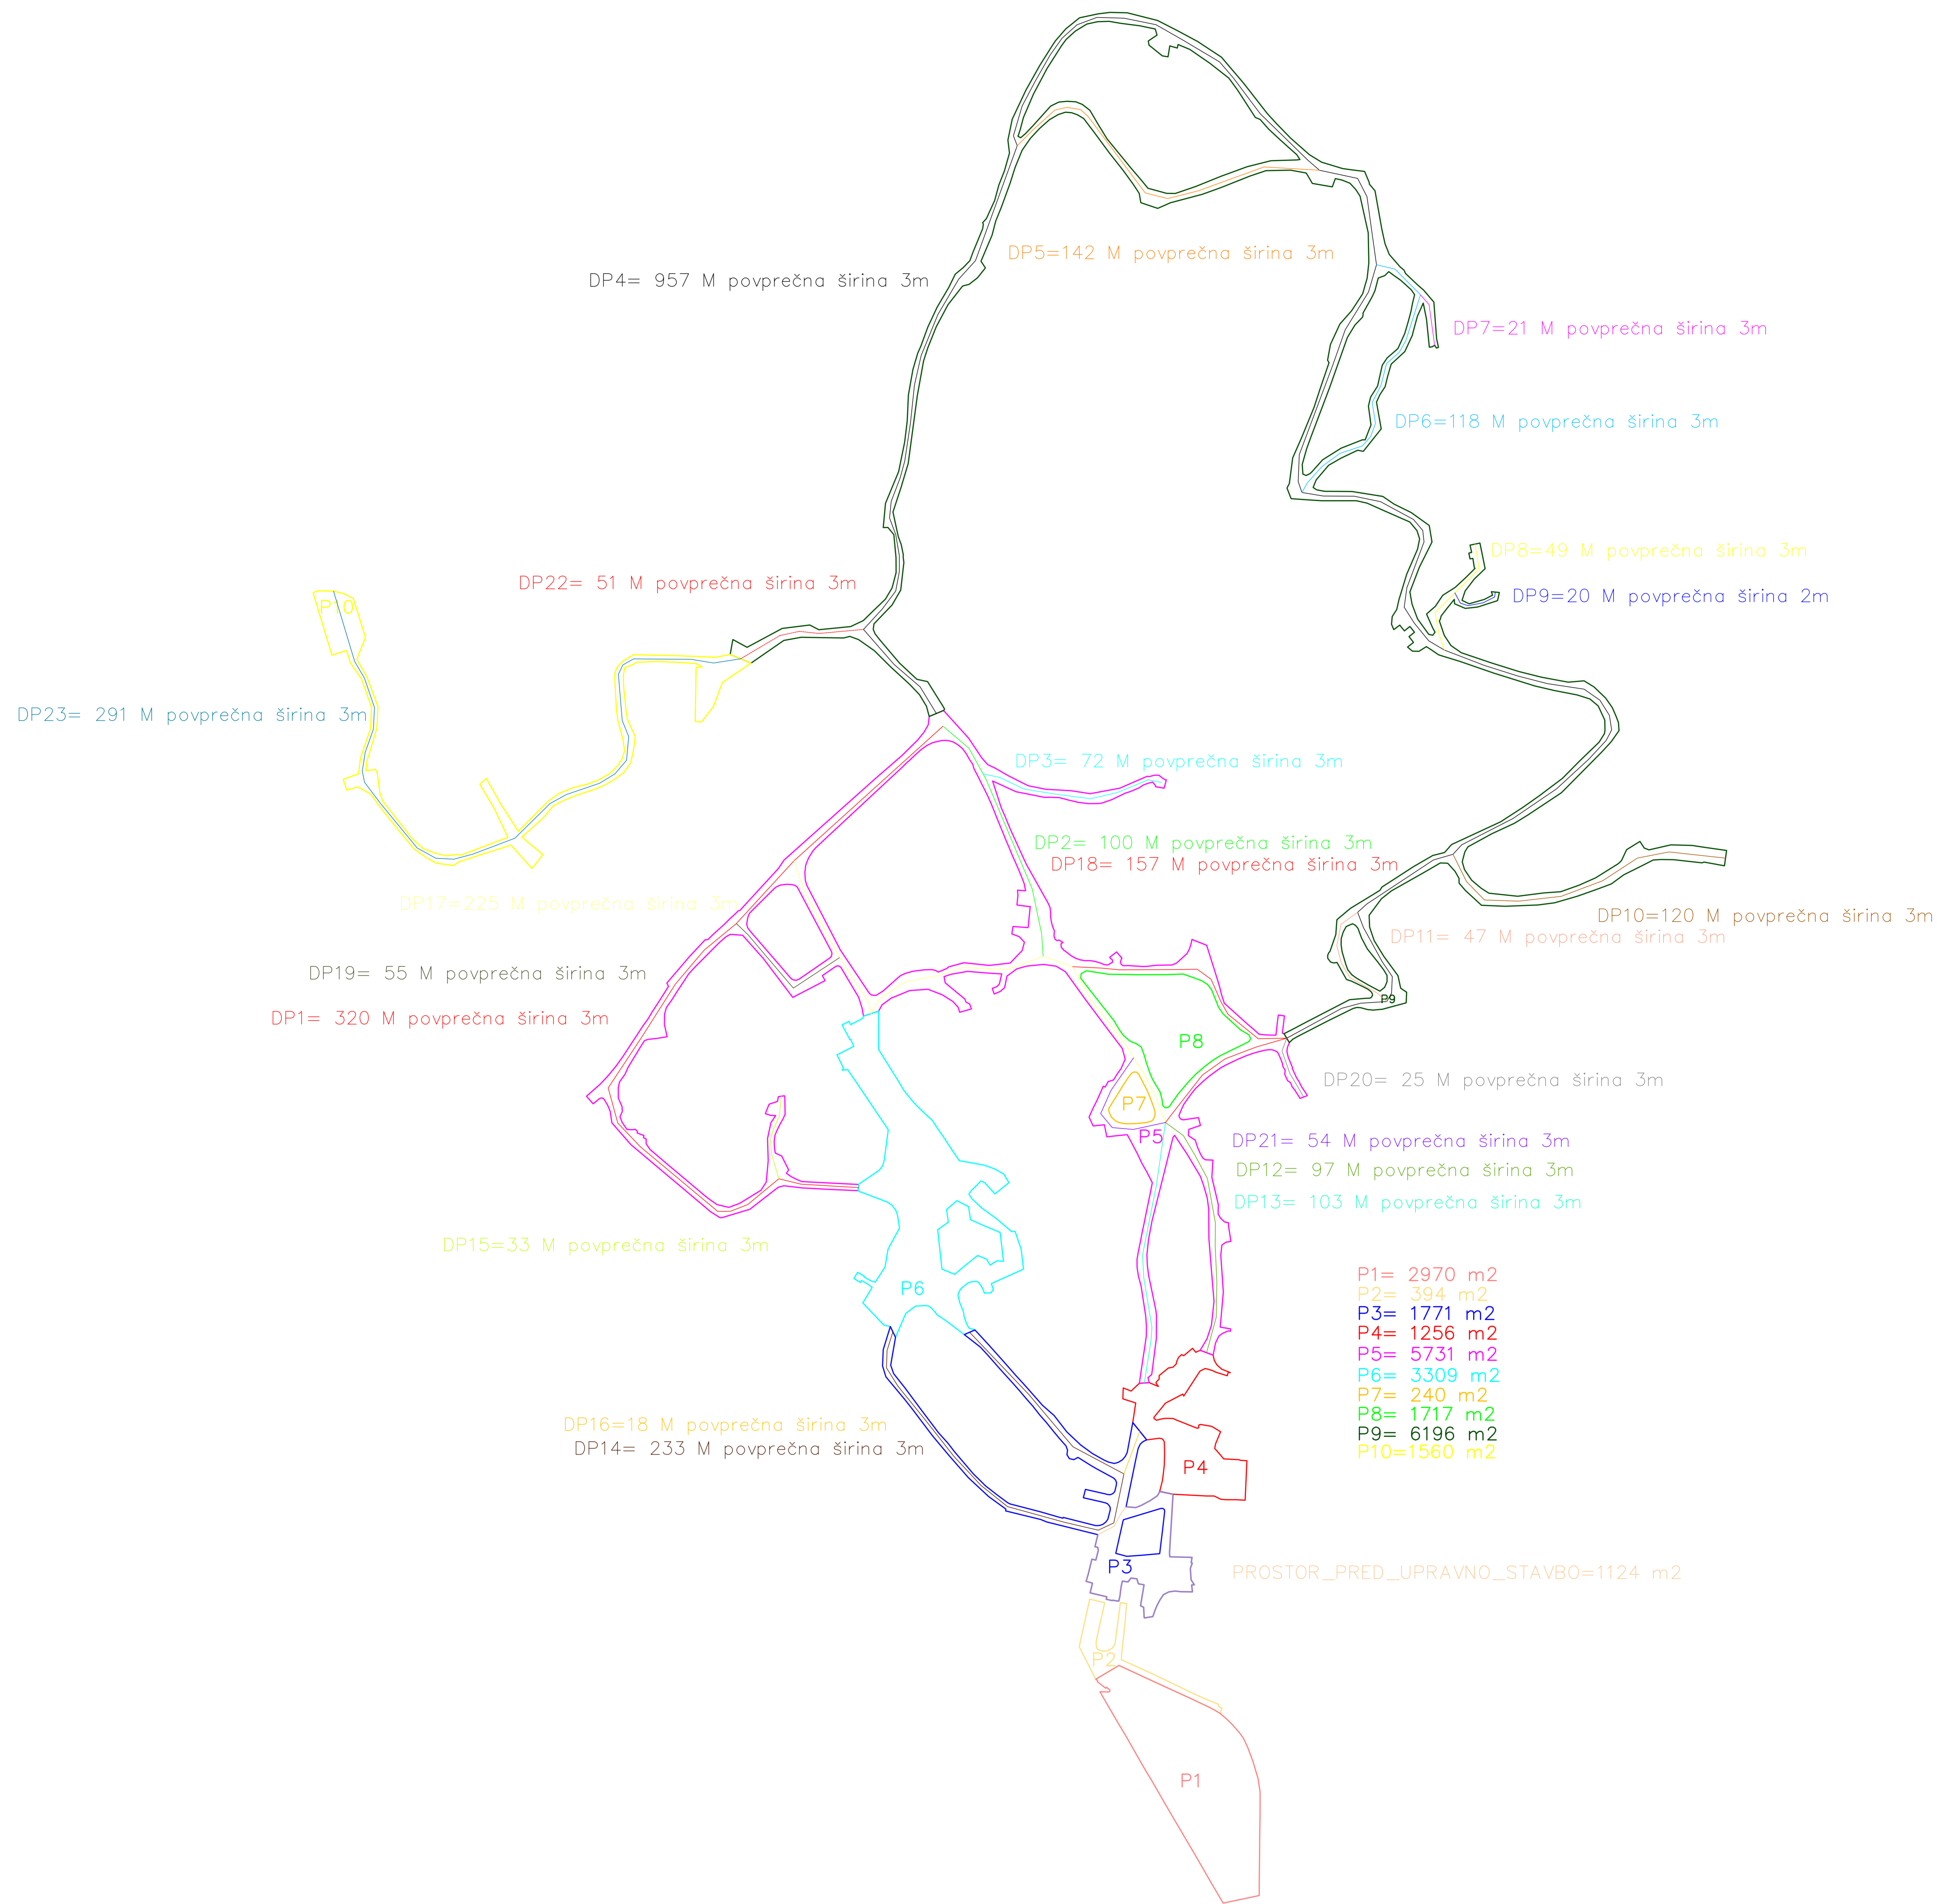 DP5=142 M povprečna širina 3m
DP4= 957 M povprečna širina 3m
DP7=21 M povprečna širina 3m
DP6=118 M povprečna širina 3m
DP8=49 M povprečna širina 3m
DP22= 51 M povprečna širina 3m
DP9=20 M povprečna širina 2m
P10
DP23= 291 M povprečna širina 3m
DP3= 72 M povprečna širina 3m
DP2= 100 M povprečna širina 3m
DP18= 157 M povprečna širina 3m
DP17=225 M povprečna širina 3m
DP10=120 M povprečna širina 3m
DP11= 47 M povprečna širina 3m
DP19= 55 M povprečna širina 3m
P9
DP1= 320 M povprečna širina 3m
P8
DP20= 25 M povprečna širina 3m
P7
P5
DP21= 54 M povprečna širina 3m
DP12= 97 M povprečna širina 3m
DP13= 103 M povprečna širina 3m
DP15=33 M povprečna širina 3m
P6
P1= 2970 m2
P2= 394 m2
P3= 1771 m2
P4= 1256 m2
P5= 5731 m2
P6= 3309 m2
P7= 240 m2
P8= 1717 m2
P9= 6196 m2
P10=1560 m2
DP16=18 M povprečna širina 3m
DP14= 233 M povprečna širina 3m
P4
P3
PROSTOR_PRED_UPRAVNO_STAVBO=1124 m2
P2
P1